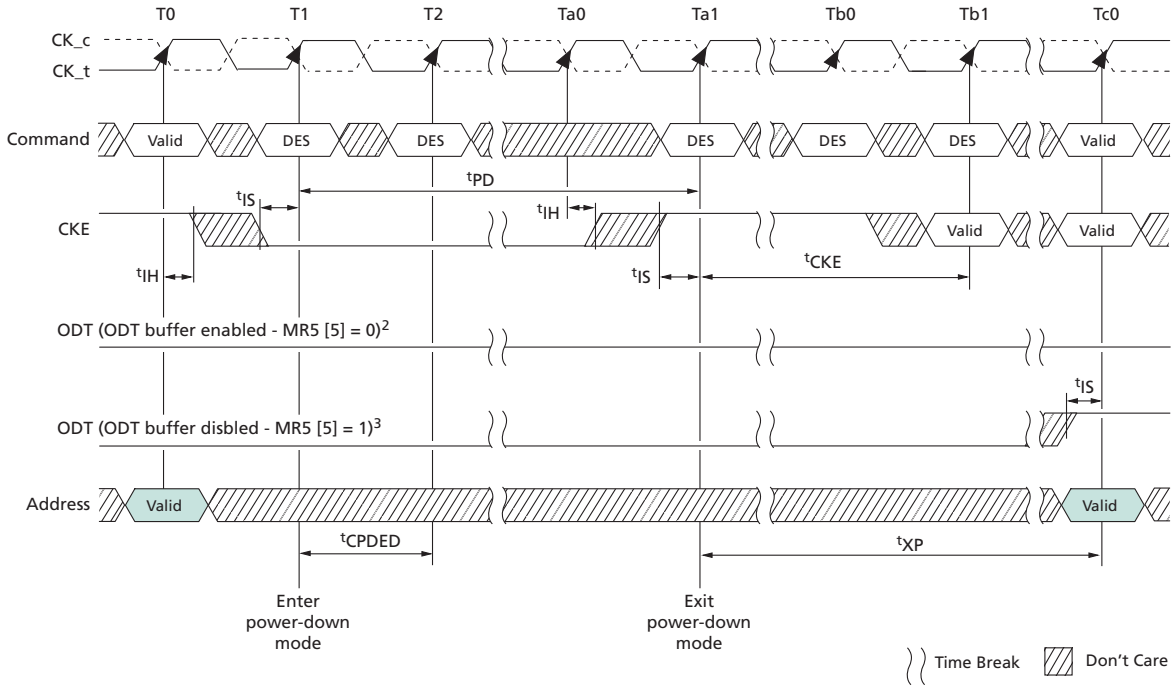 T0 T1 T2 Ta0 Ta1 Tb0 Tb1 Tc0
CK_c
CK_t
Command Valid DES DES DES DES DES Valid
tPD
tIS
tIH
CKE
Valid Valid
tIH
tIS
tCKE
ODT (ODT buffer enabled - MR5 [5] = 0)2
tIS
ODT (ODT buffer disbled - MR5 [5] = 1)3
Address Valid Valid
tCPDED
tXP
Enter
power-down
mode
Exit
power-down
mode
Time Break Don't Care